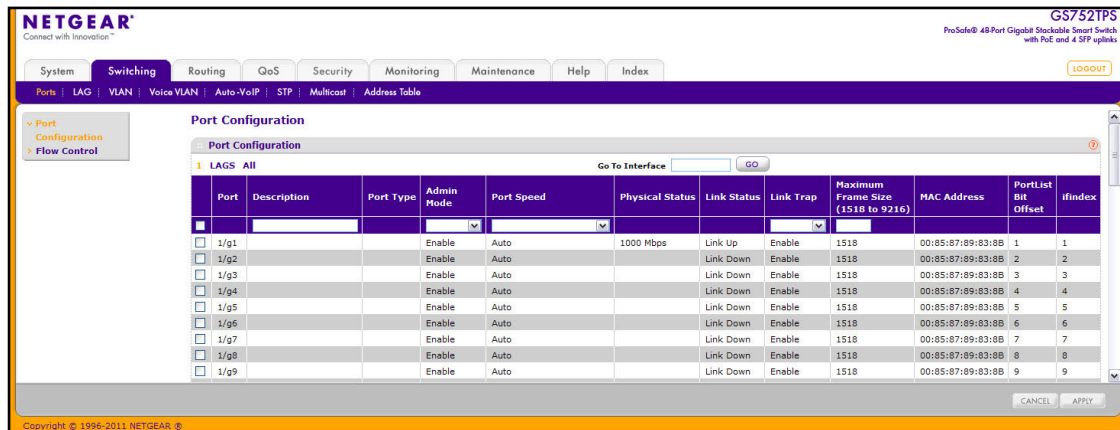 NETGEAR®
Connect with Innovation™
GS752TPS
ProSafe® 48-Port Gigabit Stackable Smart Switch
with PoE and 4 SFP uplinks
System Switching Routing QoS Security Monitoring Maintenance Help Index LOGOUT
Ports LAG VLAN Voice VLAN Auto-VoIP STP Multicast Address Table
Port Configuration
Flow Control
Port Configuration
Port Configuration
1 LAGS All Go To Interface GO
Port Description Port Type Admin Mode Port Speed Physical Status Link Status Link Trap Maximum Frame Size (1518 to 9216) MAC Address PortList Bit Offset ifindex
1/g1 Enable Auto 1000 Mbps Link Up Enable 1518 00:85:87:89:83:8B 1 1
1/g2 Enable Auto Link Down Enable 1518 00:85:87:89:83:8B 2 2
1/g3 Enable Auto Link Down Enable 1518 00:85:87:89:83:8B 3 3
1/g4 Enable Auto Link Down Enable 1518 00:85:87:89:83:8B 4 4
1/g5 Enable Auto Link Down Enable 1518 00:85:87:89:83:8B 5 5
1/g6 Enable Auto Link Down Enable 1518 00:85:87:89:83:8B 6 6
1/g7 Enable Auto Link Down Enable 1518 00:85:87:89:83:8B 7 7
1/g8 Enable Auto Link Down Enable 1518 00:85:87:89:83:8B 8 8
1/g9 Enable Auto Link Down Enable 1518 00:85:87:89:83:8B 9 9
CANCEL APPLY
Copyright © 1996-2011 NETGEAR ®